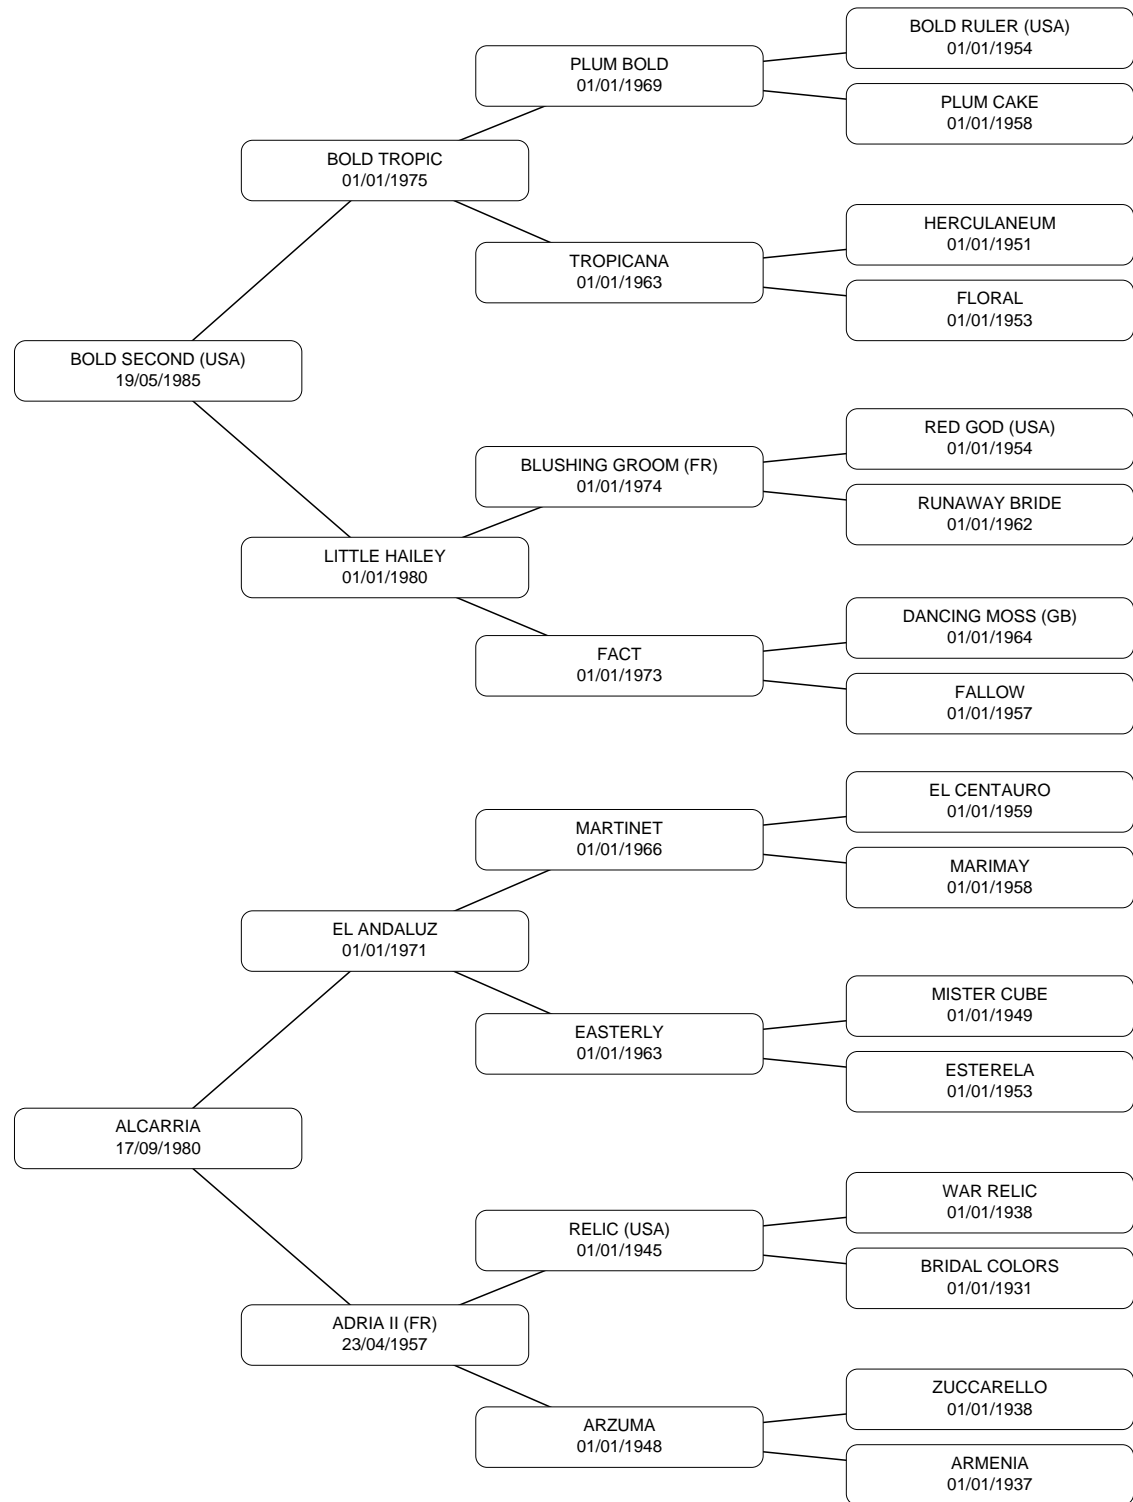 BOLD RULER (USA)
01/01/1954
PLUM BOLD
01/01/1969
PLUM CAKE
01/01/1958
BOLD TROPIC
01/01/1975
HERCULANEUM
01/01/1951
TROPICANA
01/01/1963
FLORAL
01/01/1953
BOLD SECOND (USA)
19/05/1985
RED GOD (USA)
01/01/1954
BLUSHING GROOM (FR)
01/01/1974
RUNAWAY BRIDE
01/01/1962
LITTLE HAILEY
01/01/1980
DANCING MOSS (GB)
01/01/1964
FACT
01/01/1973
FALLOW
01/01/1957
EL CENTAURO
01/01/1959
MARTINET
01/01/1966
MARIMAY
01/01/1958
EL ANDALUZ
01/01/1971
MISTER CUBE
01/01/1949
EASTERLY
01/01/1963
ESTERELA
01/01/1953
ALCARRIA
17/09/1980
WAR RELIC
01/01/1938
RELIC (USA)
01/01/1945
BRIDAL COLORS
01/01/1931
ADRIA II (FR)
23/04/1957
ZUCCARELLO
01/01/1938
ARZUMA
01/01/1948
ARMENIA
01/01/1937